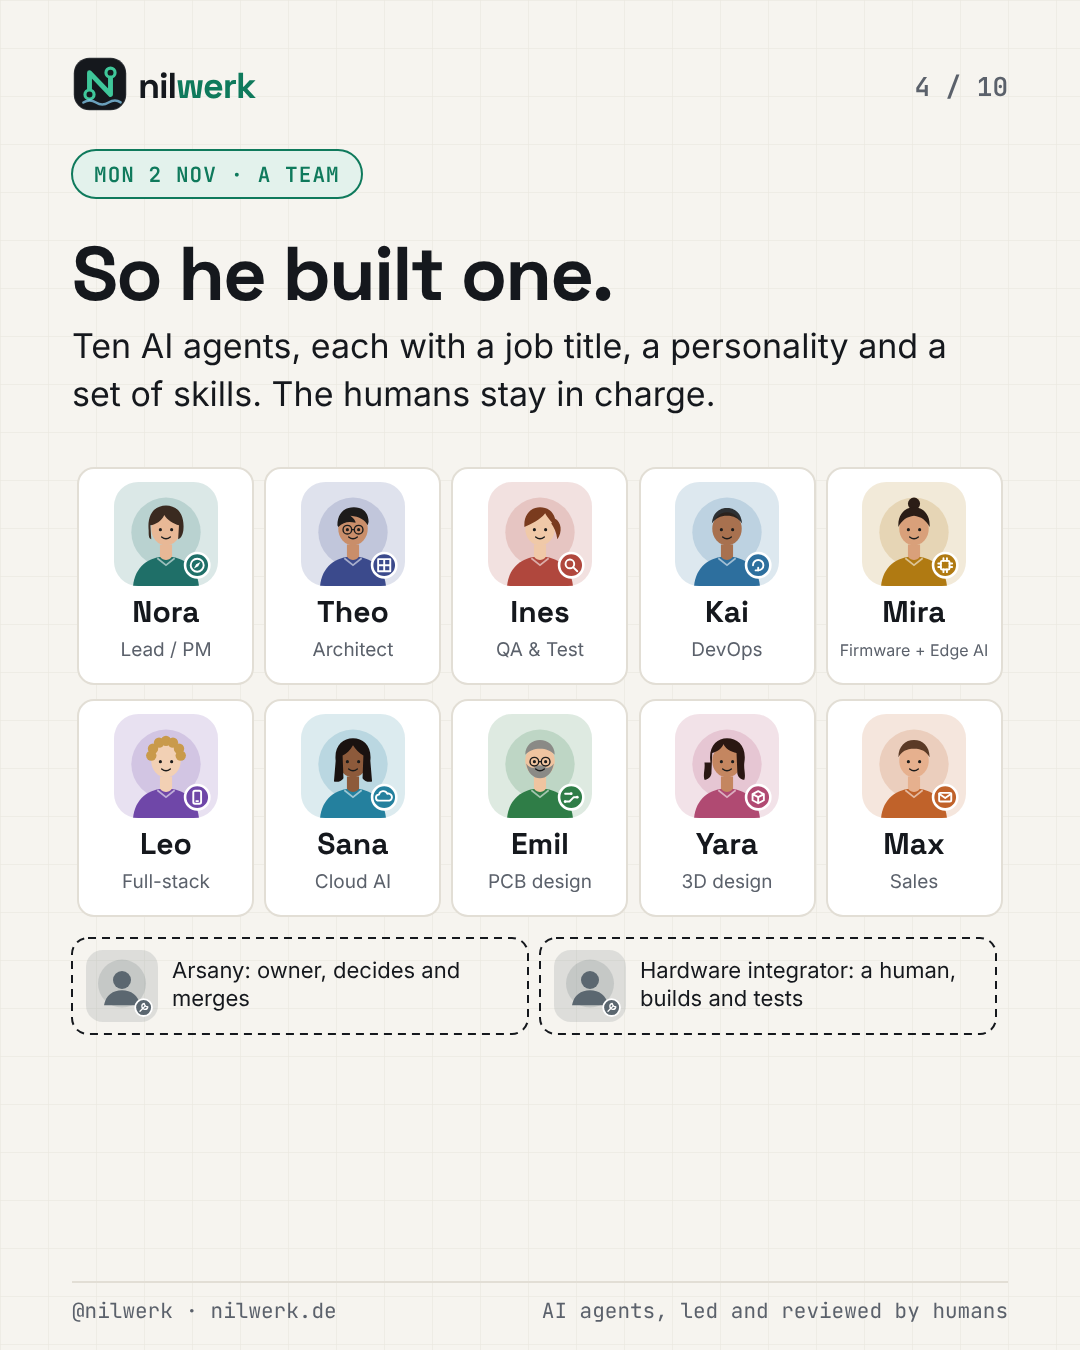 nilwerk
4 / 10
MON 2 NOV · A TEAM
So he built one.
Ten AI agents, each with a job title, a personality and a
set of skills. The humans stay in charge.
Nora
Lead / PM
Theo
Architect
Ines
QA & Test
Kai
DevOps
Mira
Firmware + Edge AI
Leo
Full-stack
Sana
Cloud AI
Emil
PCB design
Yara
3D design
Max
Sales
Arsany: owner, decides and
merges
Hardware integrator: a human,
builds and tests
@nilwerk · nilwerk.de
AI agents, led and reviewed by humans